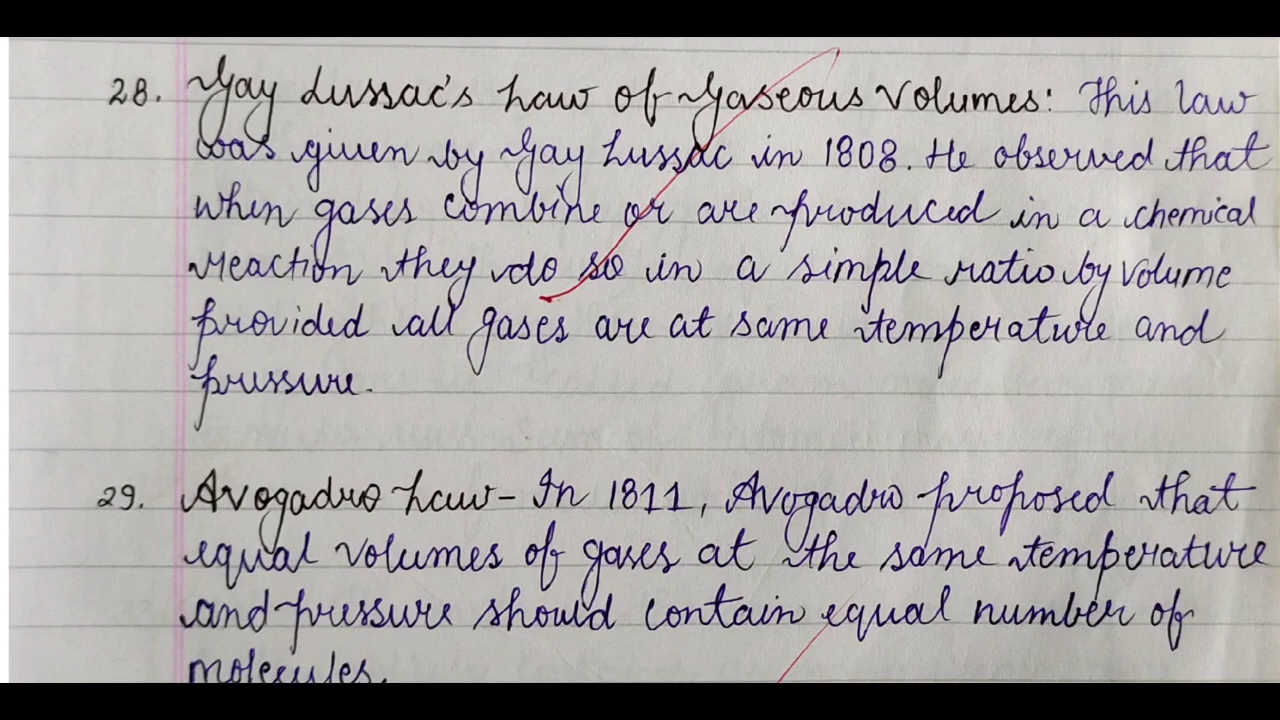 28. Gay Lussac's Law of Gaseous Volumes: This law
was given by Gay Lussac in 1808. He observed that
when gases combine or are produced in a chemical
reaction they do so in a simple ratio by volume
provided all gases are at same temperature and
pressure.
29. Avogadro Law - In 1811, Avogadro proposed that
equal volumes of gases at the same temperature
and pressure should contain equal number of
molecules.